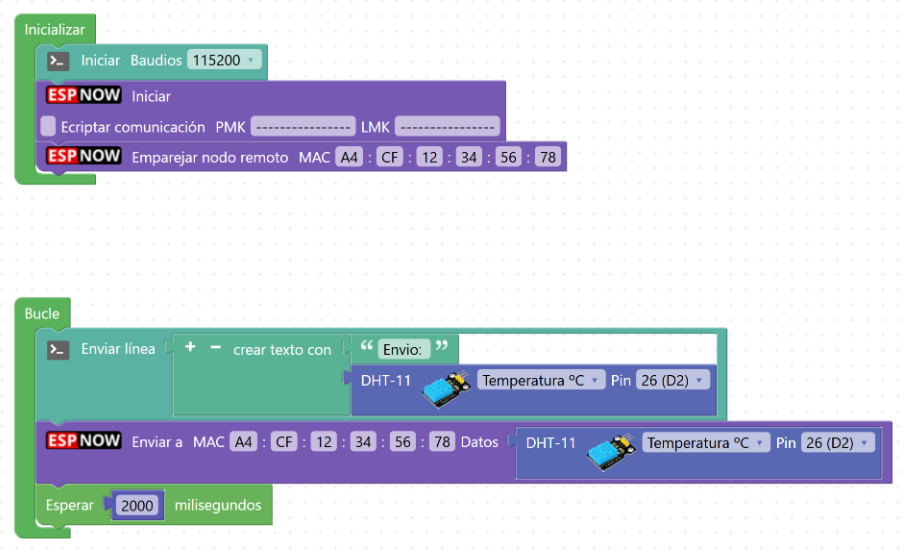 Inicializar
>_ Iniciar Baudios 115200
ESP NOW Iniciar
Ecriptar comunicación PMK ---------------- LMK ----------------
ESP NOW Emparejar nodo remoto MAC A4 : CF : 12 : 34 : 56 : 78
Bucle
>_ Enviar línea + − crear texto con “ Envio: ”
DHT-11 Temperatura ºC Pin 26 (D2)
ESP NOW Enviar a MAC A4 : CF : 12 : 34 : 56 : 78 Datos DHT-11 Temperatura ºC Pin 26 (D2)
Esperar 2000 milisegundos